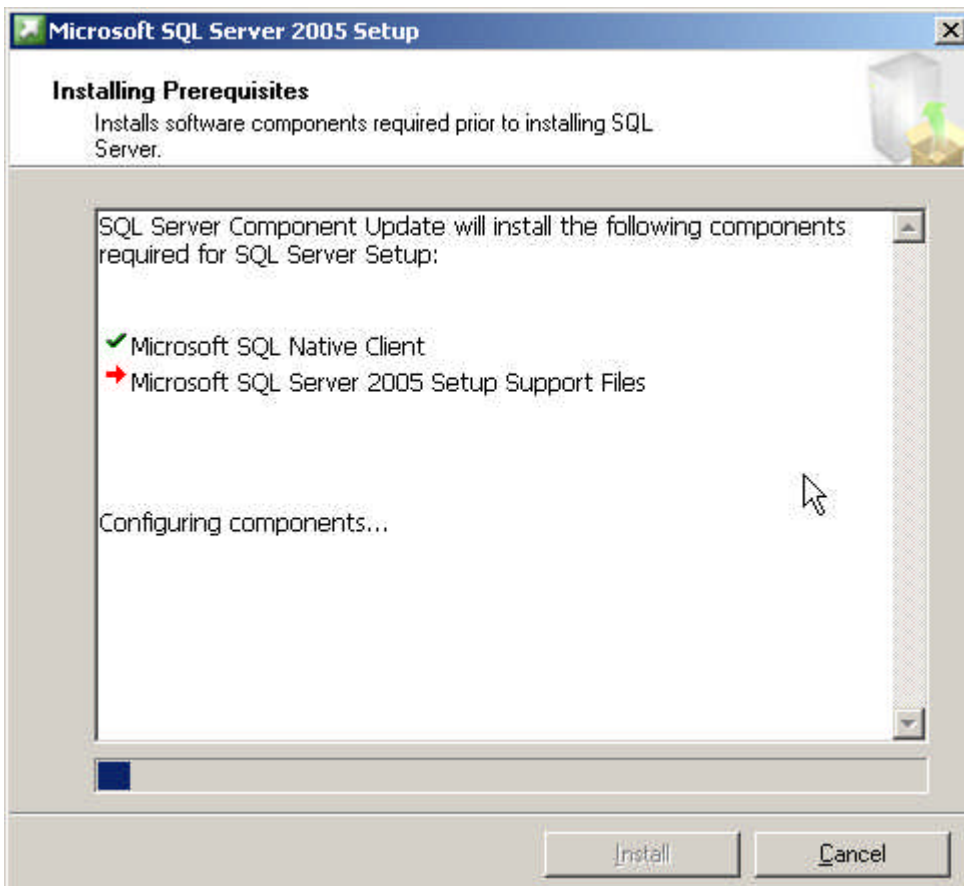 Microsoft SQL Server 2005 Setup
Installing Prerequisites
Installs software components required prior to installing SQL
Server.
SQL Server Component Update will install the following components
required for SQL Server Setup:
Microsoft SQL Native Client
Microsoft SQL Server 2005 Setup Support Files
Configuring components...
Install
Cancel